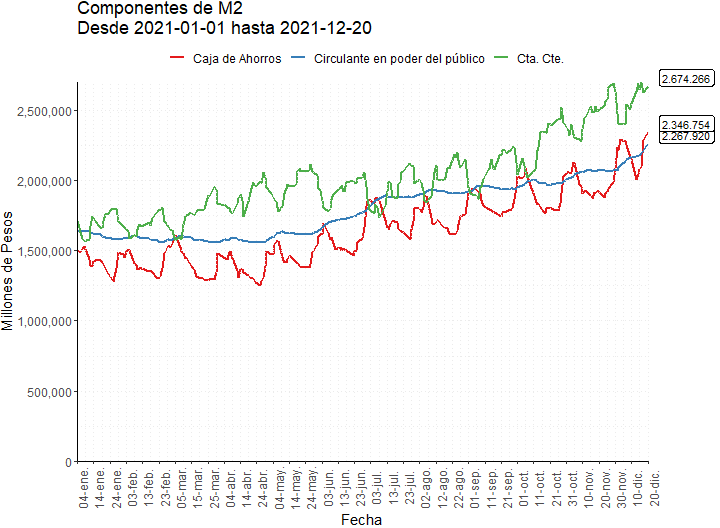 Componentes de M2
Desde 2021-01-01 hasta 2021-12-20
Caja de Ahorros
Circulante en poder del público
Cta. Cte.
2.674.266
2.346.754
2.267.920
2,500,000
2,000,000
1,500,000
1,000,000
500,000
0
Millones de Pesos
04-ene.
14-ene.
24-ene.
03-feb.
13-feb.
23-feb.
05-mar.
15-mar.
25-mar.
04-abr.
14-abr.
24-abr.
04-may.
14-may.
24-may.
03-jun.
13-jun.
23-jun.
03-jul.
13-jul.
23-jul.
02-ago.
12-ago.
22-ago.
01-sep.
11-sep.
21-sep.
01-oct.
11-oct.
21-oct.
31-oct.
10-nov.
20-nov.
30-nov.
10-dic.
20-dic.
Fecha